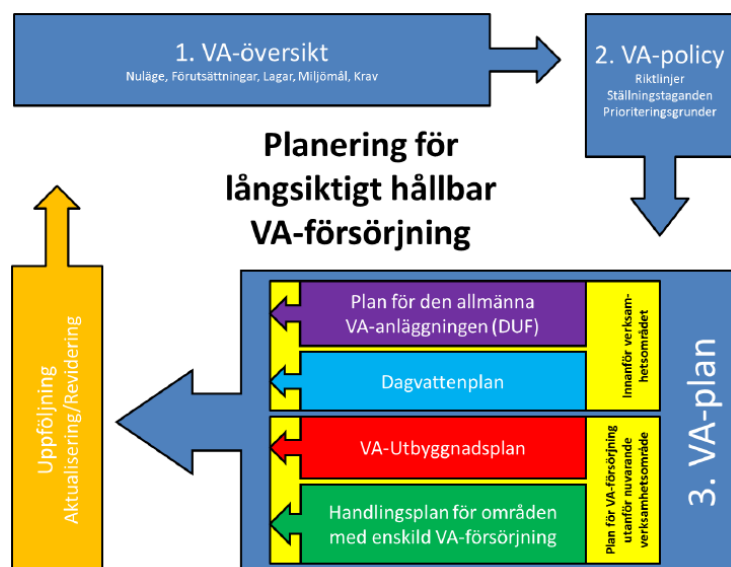 1. VA-översikt
Nuläge, Förutsättningar, Lagar, Miljömål, Krav
2. VA-policy
Riktlinjer
Ställningstaganden
Prioriteringsgrunder
Planering för
långsiktigt hållbar
VA-försörjning
Uppföljning
Aktualisering/Revidering
Plan för den allmänna
VA-anläggningen (DUF)
Dagvattenplan
Innanför verksam-
hetsområdet
VA-Utbyggnadsplan
Handlingsplan för områden
med enskild VA-försörjning
Plan för VA-försörjning
utanför nuvarande
verksamhetsområde
3. VA-plan